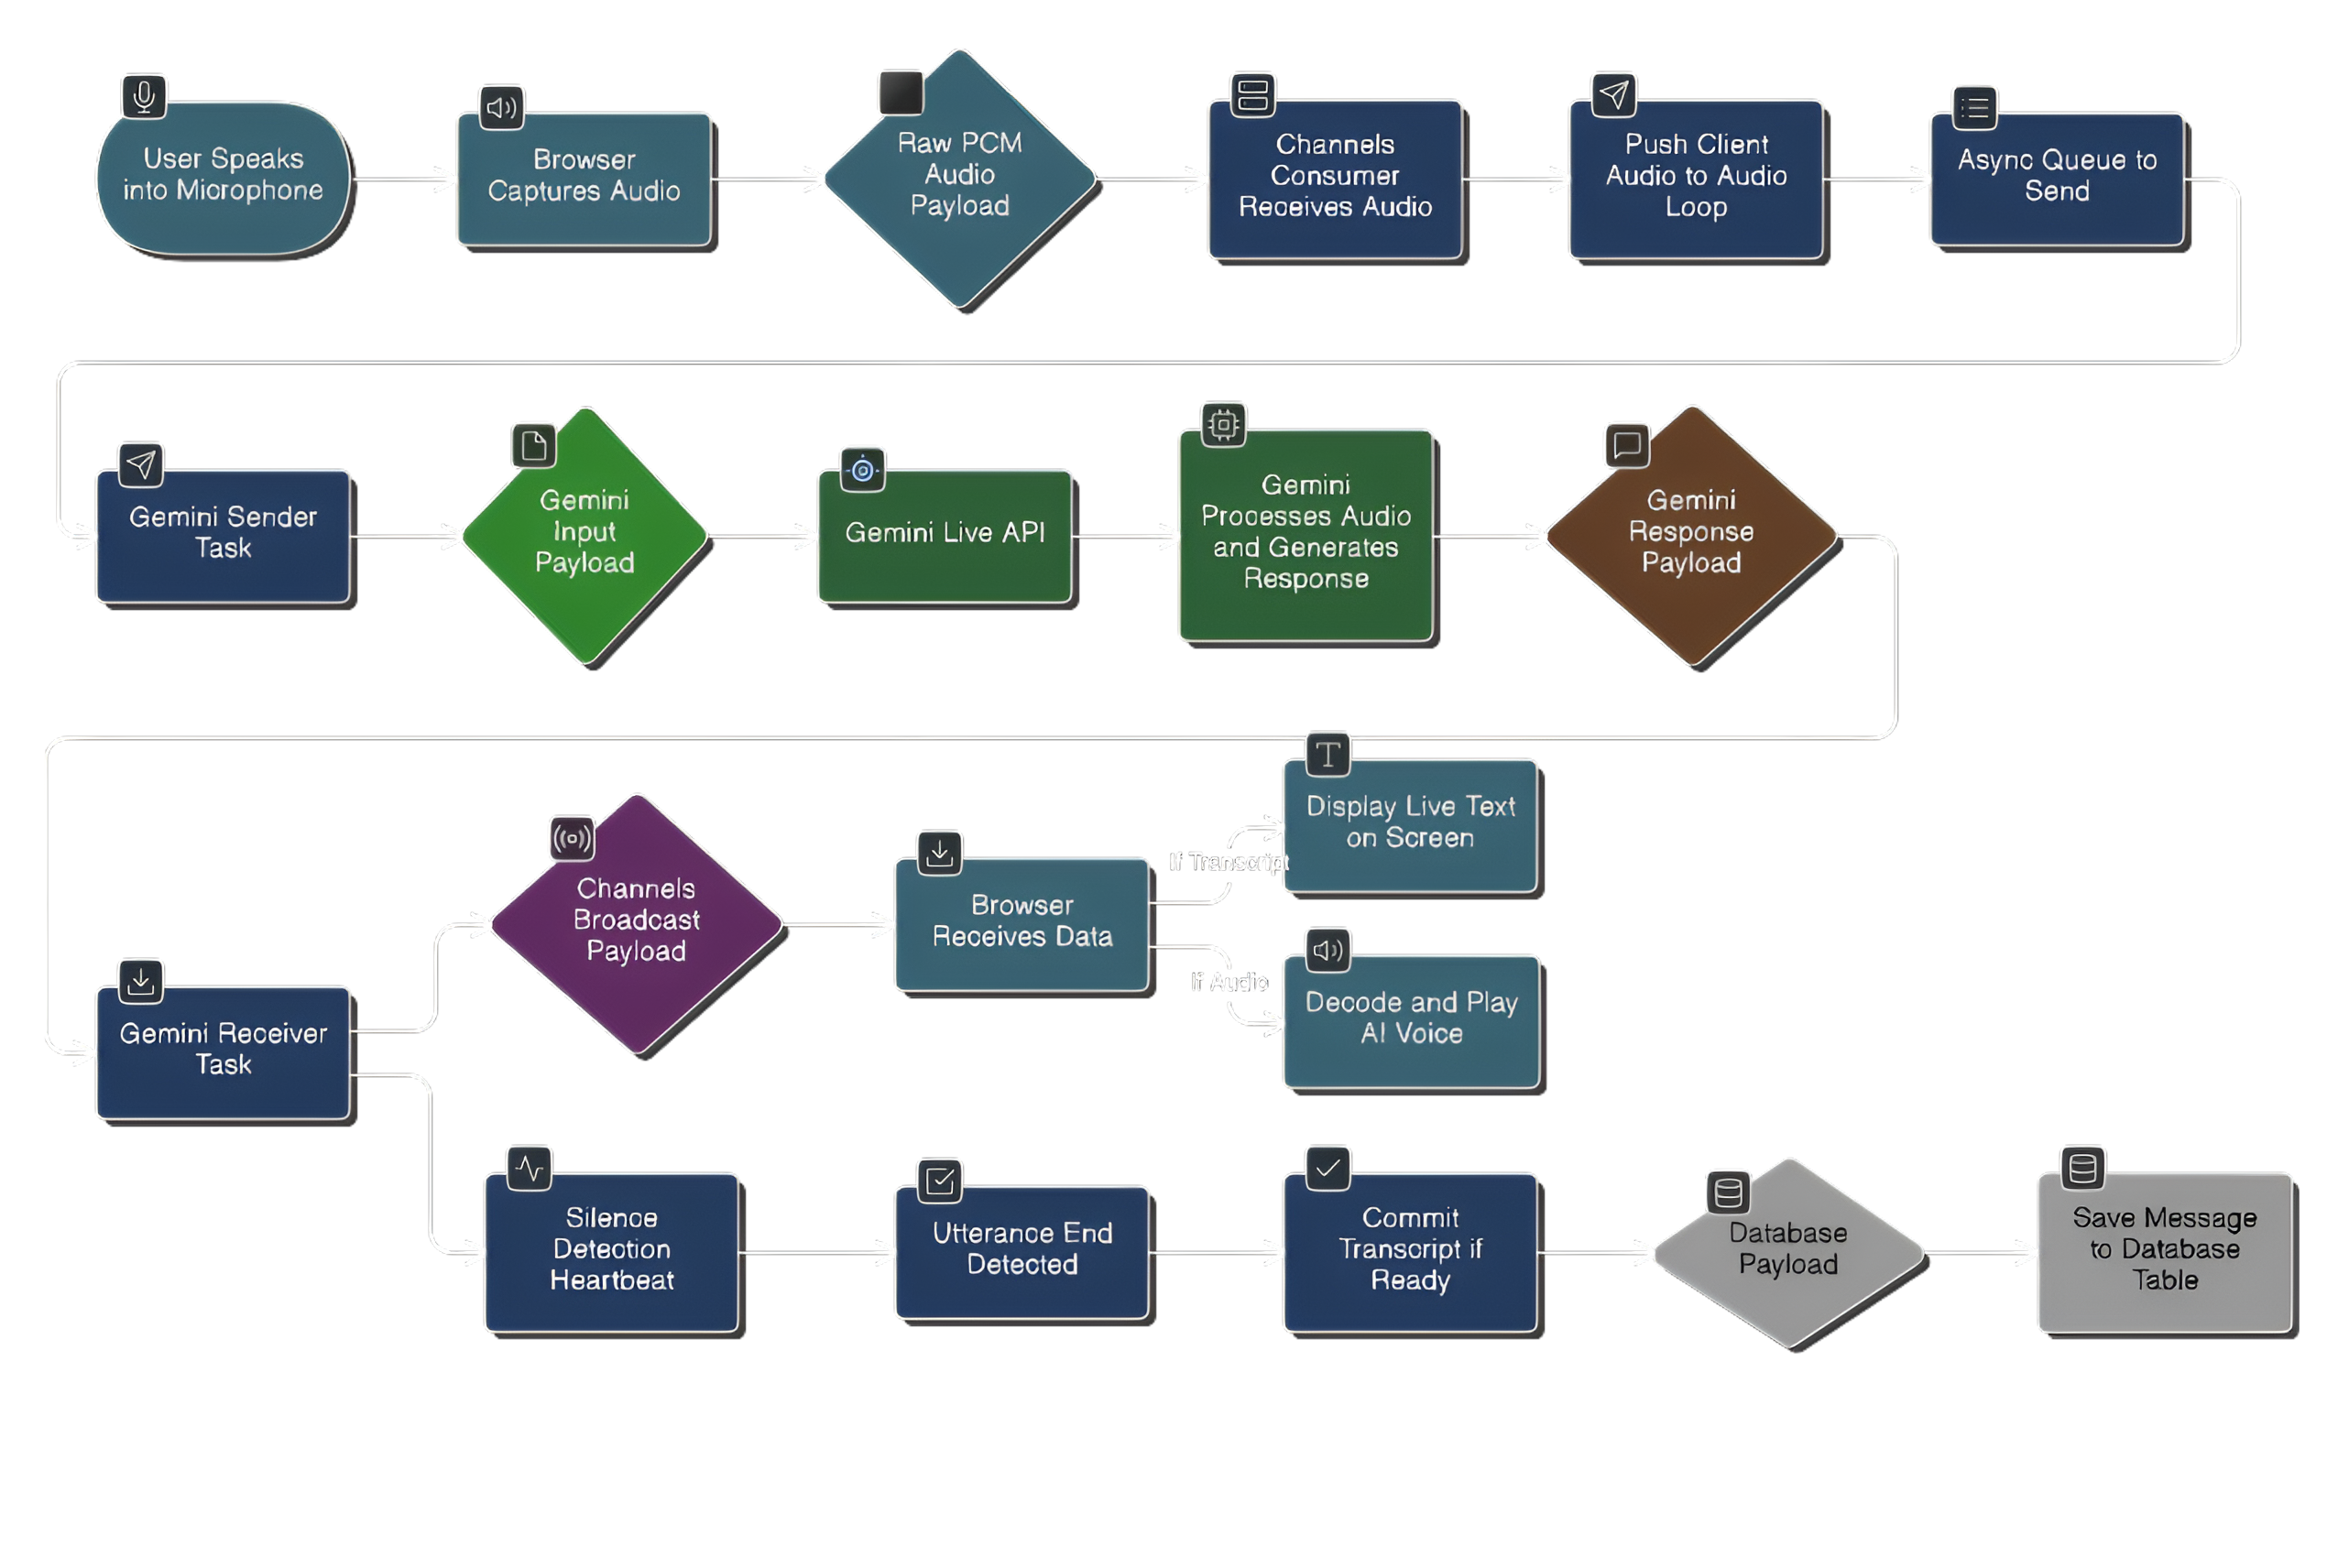 User Speaks
into Microphone
Browser
Captures Audio
Raw PCM
Audio
Payload
Channels
Consumer
Receives Audio
Push Client
Audio to Audio
Loop
Async Queue to
Send
Gemini Sender
Task
Gemini
Input
Payload
Gemini Live API
Gemini
Processes Audio
and Generates
Response
Gemini
Response
Payload
T
Display Live Text
on Screen
If Transcript
Channels
Broadcast
Payload
Browser
Receives Data
If Audio
Decode and Play
AI Voice
Gemini Receiver
Task
Silence
Detection
Heartbeat
Utterance End
Detected
Commit
Transcript if
Ready
Database
Payload
Save Message
to Database
Table